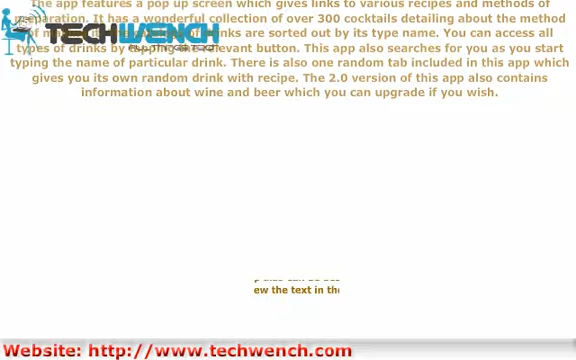 The app features a pop up screen which gives links to various recipes and methods of
preparation. It has a wonderful collection of over 300 cocktails detailing about the method
of drinks are sorted out by its type name. You can access all
types of drinks by tapping the relevant button. This app also searches for you as you start
typing the name of particular drink. There is also one random tab included in this app which
gives you its own random drink with recipe. The 2.0 version of this app also contains
information about wine and beer which you can upgrade if you wish.
TECHWENCH
ew the text in the
Website: http://www.techwench.com